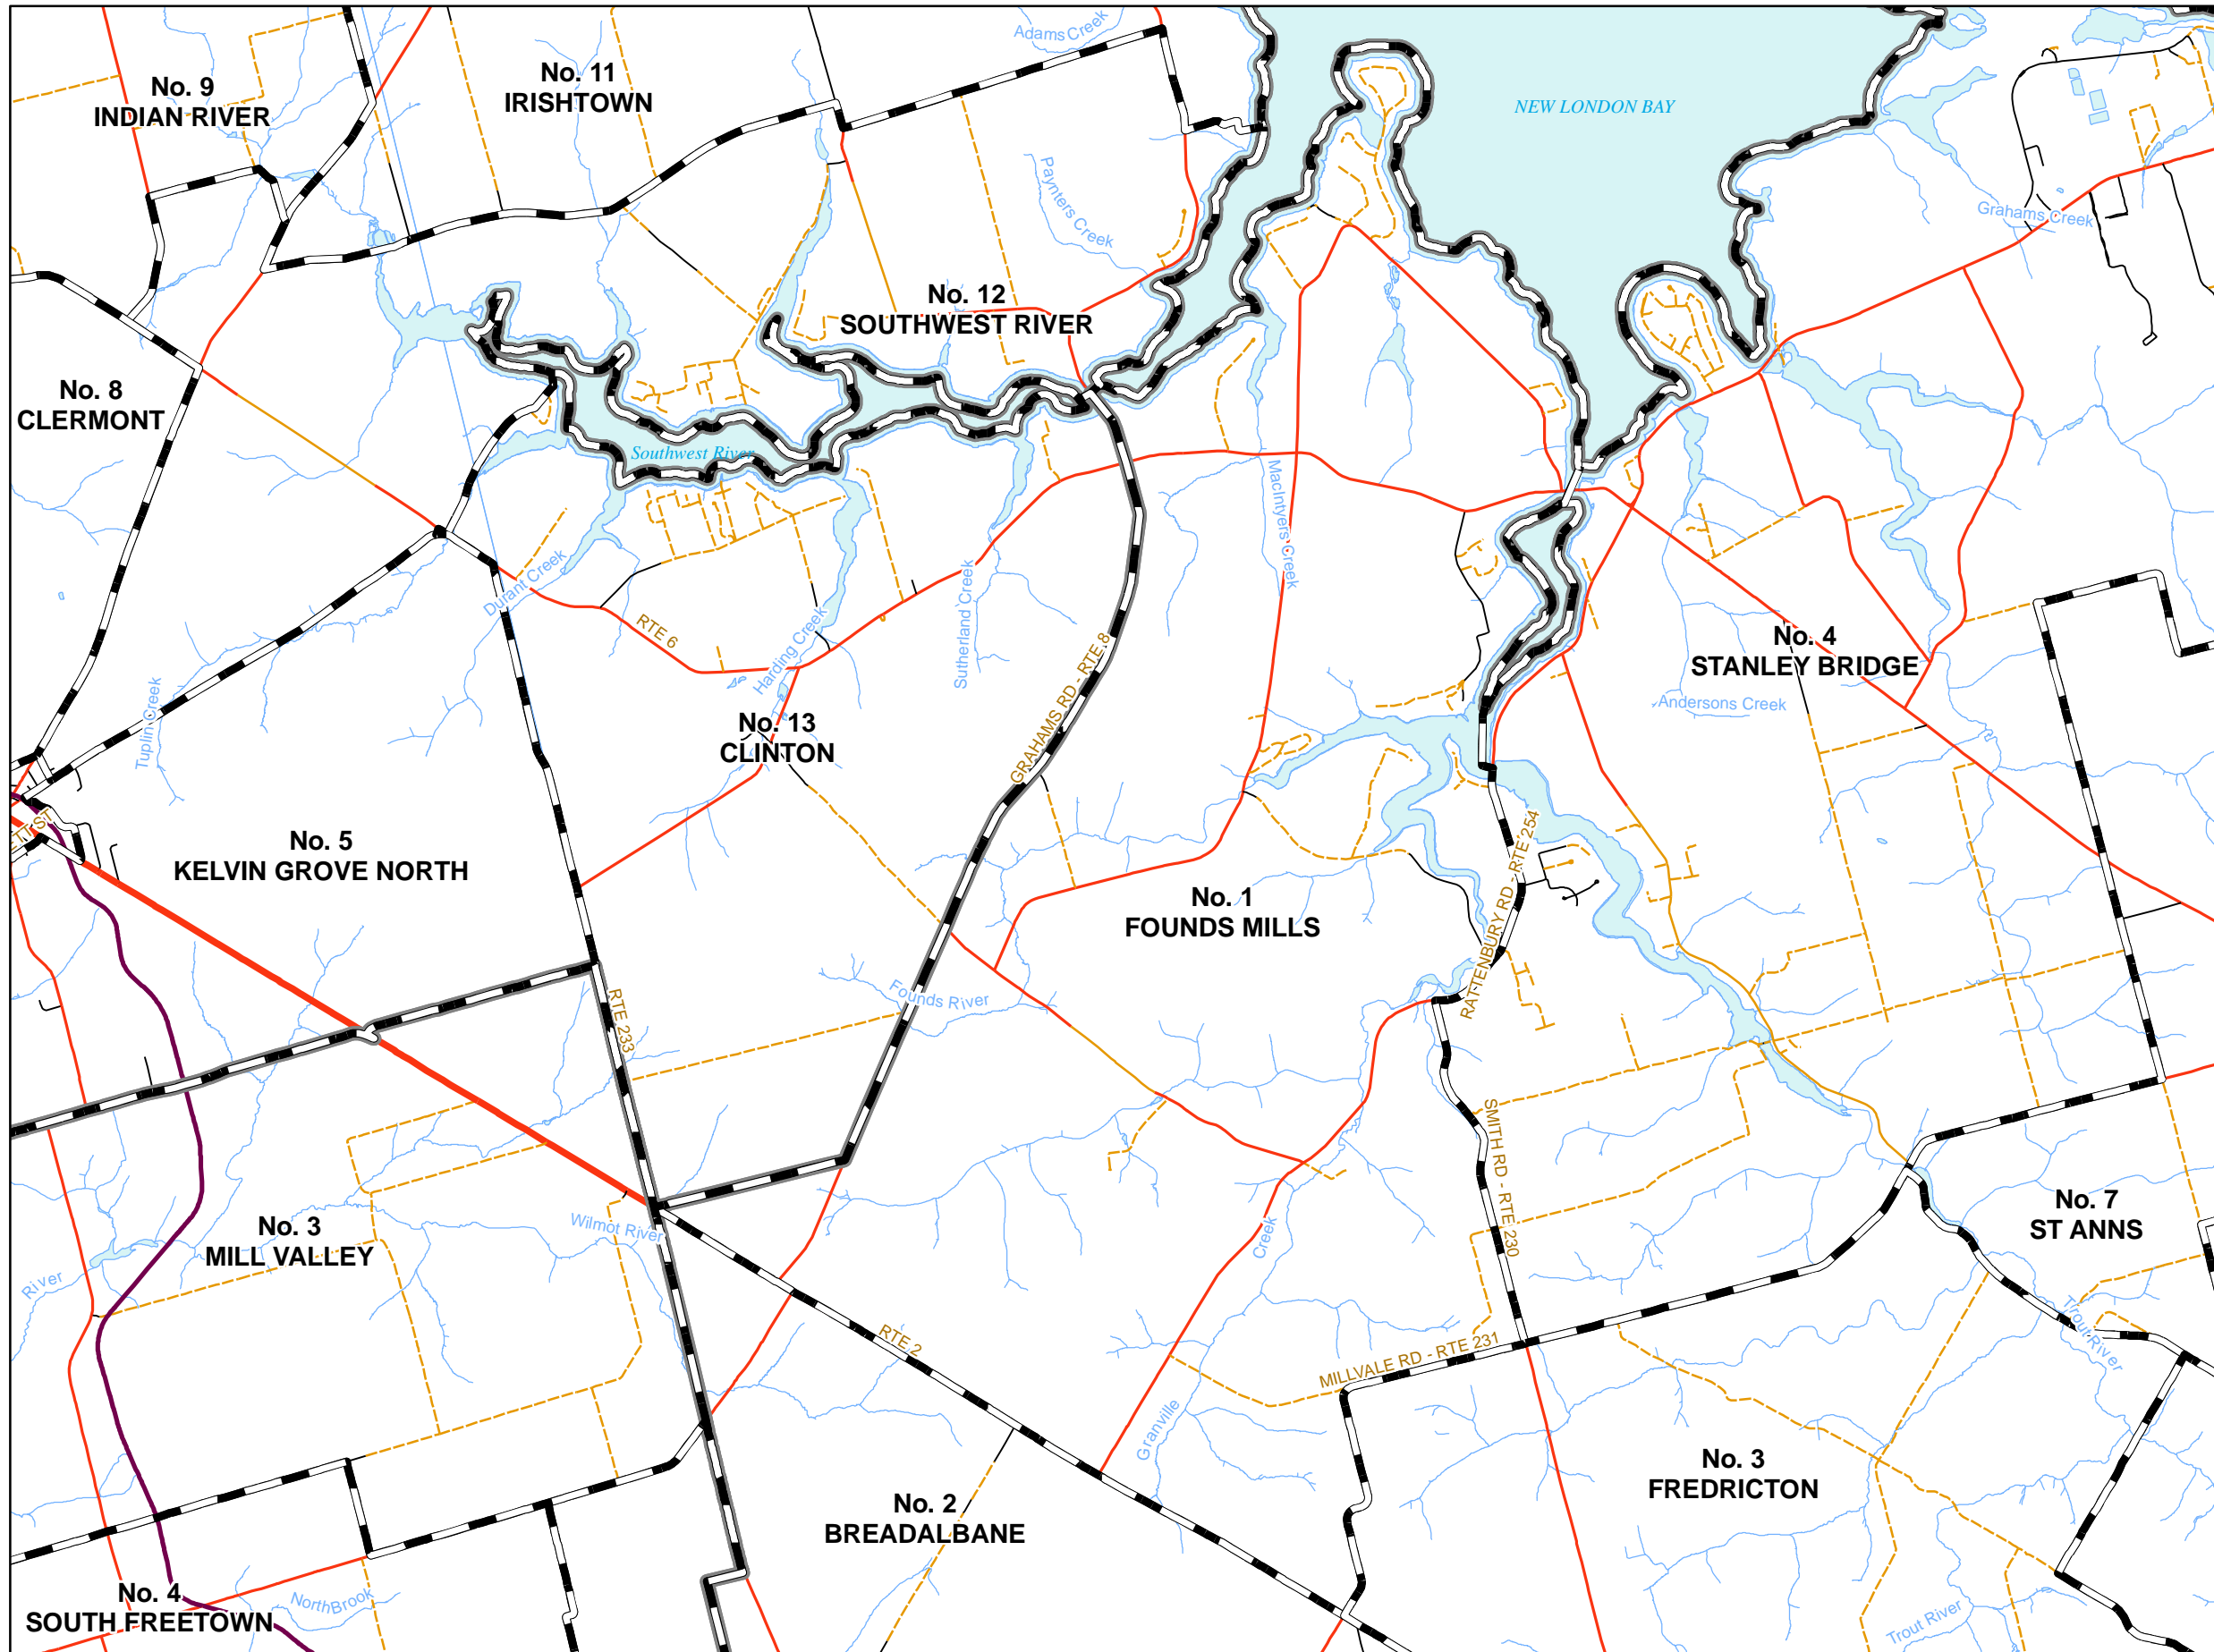 Adams Creek
No. 9
INDIAN RIVER
No. 11
IRISHTOWN
NEW LONDON BAY
Paynters Creek
Grahams Creek
No. 12
SOUTHWEST RIVER
No. 8
CLERMONT
Southwest River
MacIntyres Creek
Durant Creek
RTE 6
Harding Creek
Sutherland Creek
GRAHAMS RD - RTE 8
No. 4
STANLEY BRIDGE
Andersons Creek
Tuplin Creek
No. 13
CLINTON
ETT ST
No. 5
KELVIN GROVE NORTH
No. 1
FOUNDS MILLS
RATTENBURY RD - RTE 254
Founds River
RTE 233
SMITH RD - RTE 230
No. 3
MILL VALLEY
Wilmot River
River
Creek
No. 7
ST ANNS
Trout River
RTE 2
MILLVALE RD - RTE 231
Granville
No. 3
FREDRICTON
No. 2
BREADALBANE
No. 4
SOUTH FREETOWN
NorthBrook
Trout River